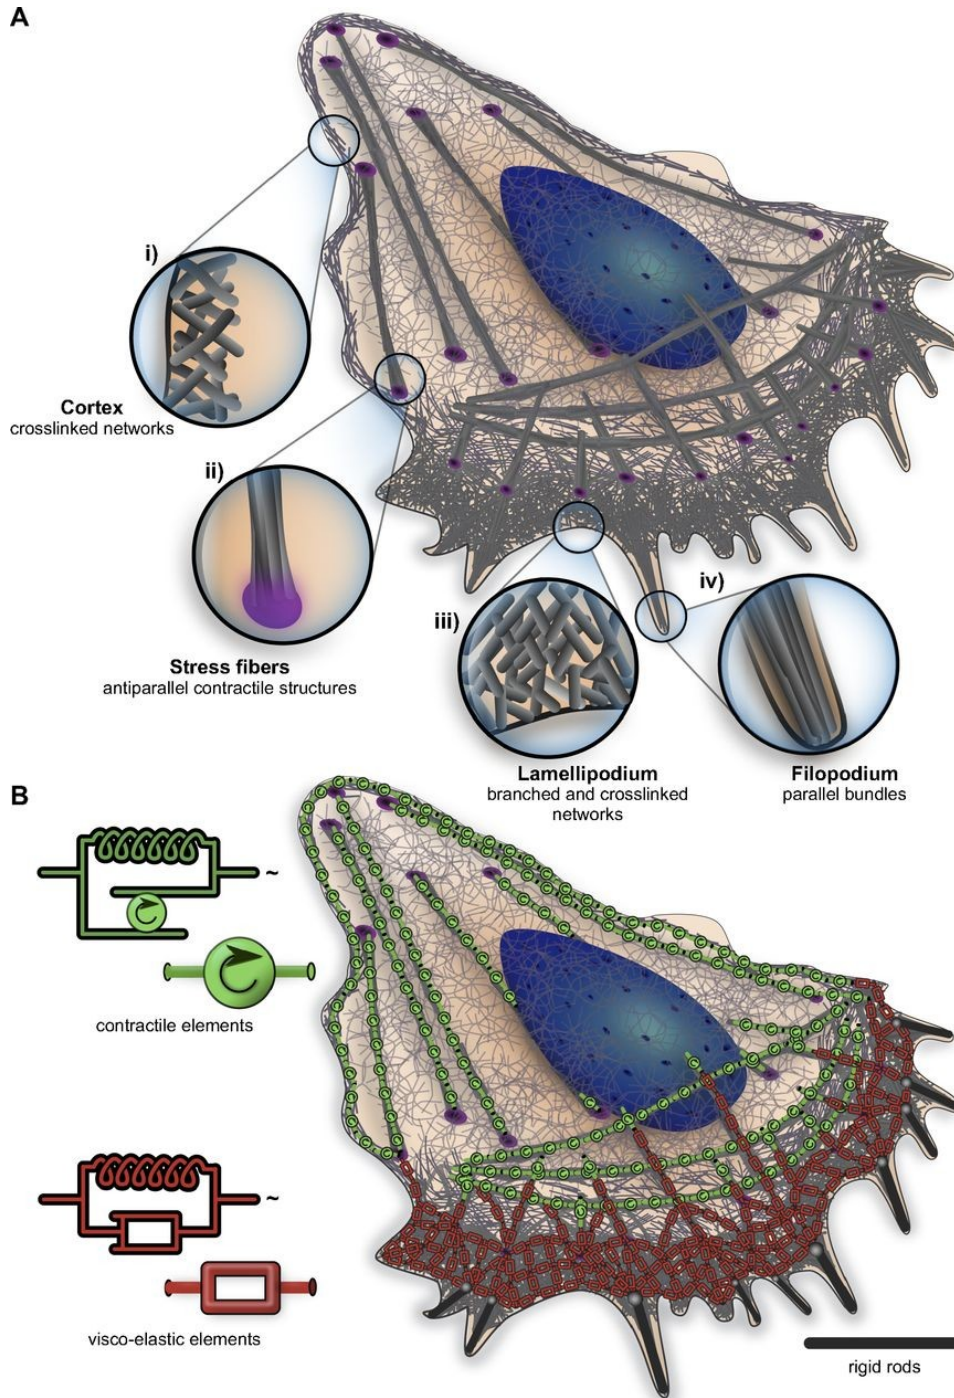 A
i)
Cortex
crosslinked networks
ii)
Stress fibers
antiparallel contractile structures
iii)
Lamellipodium
branched and crosslinked
networks
iv)
Filopodium
parallel bundles
B
~
contractile elements
~
visco-elastic elements
rigid rods